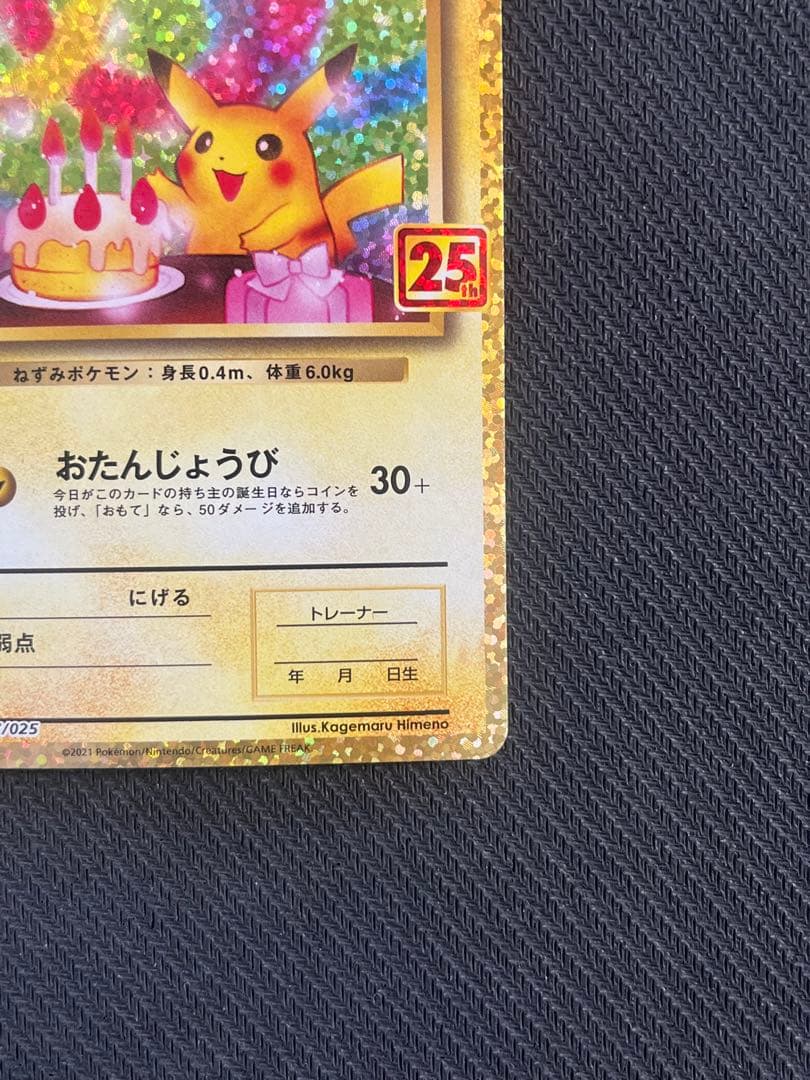 25th
ねずみポケモン：身長0.4m、体重6.0kg
おたんじょうび
30+
今日がこのカードの持ち主の誕生日ならコインを
投げ、「おもて」なら、50ダメージを追加する。
にげる
弱点
トレーナー
年 月 日生
/025
Illus.Kagemaru Himeno
©2021 Pokémon/Nintendo/Creatures/GAME FREAK